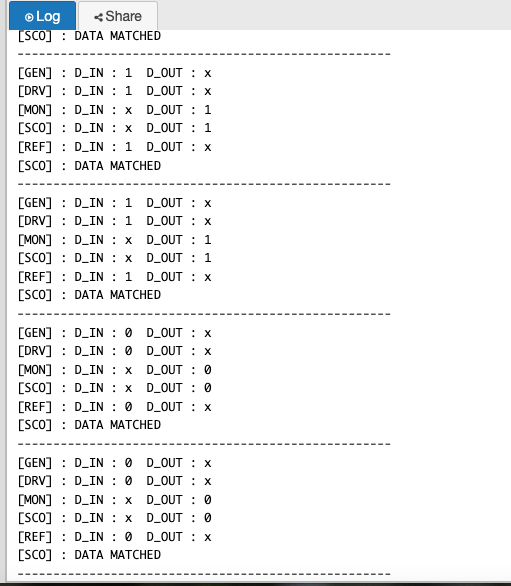 Log Share
[SCO] : DATA MATCHED
----------------------------------------------------
[GEN] : D_IN : 1 D_OUT : x
[DRV] : D_IN : 1 D_OUT : x
[MON] : D_IN : x D_OUT : 1
[SCO] : D_IN : x D_OUT : 1
[REF] : D_IN : 1 D_OUT : x
[SCO] : DATA MATCHED
----------------------------------------------------
[GEN] : D_IN : 1 D_OUT : x
[DRV] : D_IN : 1 D_OUT : x
[MON] : D_IN : x D_OUT : 1
[SCO] : D_IN : x D_OUT : 1
[REF] : D_IN : 1 D_OUT : x
[SCO] : DATA MATCHED
----------------------------------------------------
[GEN] : D_IN : 0 D_OUT : x
[DRV] : D_IN : 0 D_OUT : x
[MON] : D_IN : x D_OUT : 0
[SCO] : D_IN : x D_OUT : 0
[REF] : D_IN : 0 D_OUT : x
[SCO] : DATA MATCHED
----------------------------------------------------
[GEN] : D_IN : 0 D_OUT : x
[DRV] : D_IN : 0 D_OUT : x
[MON] : D_IN : x D_OUT : 0
[SCO] : D_IN : x D_OUT : 0
[REF] : D_IN : 0 D_OUT : x
[SCO] : DATA MATCHED
----------------------------------------------------